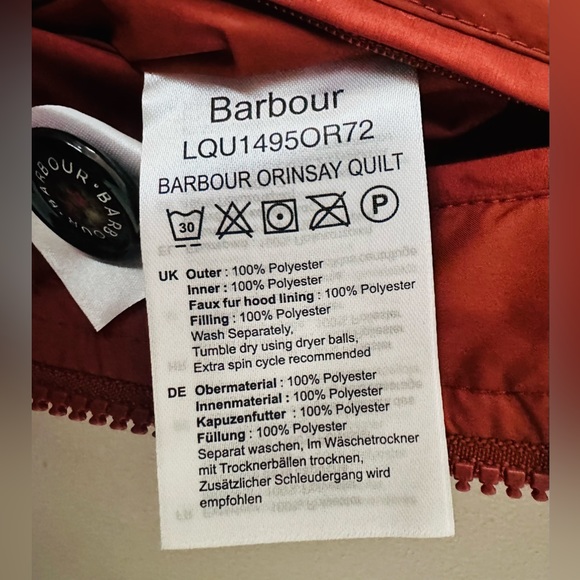 Barbour
LQU1495OR72
BARBOUR ORINSAY QUILT
30 P
UK Outer : 100% Polyester
Inner : 100% Polyester
Faux fur hood lining : 100% Polyester
Filling : 100% Polyester
Wash Separately,
Tumble dry using dryer balls,
Extra spin cycle recommended
DE Obermaterial : 100% Polyester
Innenmaterial : 100% Polyester
Kapuzenfutter : 100% Polyester
Füllung : 100% Polyester
Separat waschen, Im Wäschetrockner
mit Trocknerbällen trocknen,
Zusätzlicher Schleudergang wird
empfohlen
BARBOUR · BARBOUR